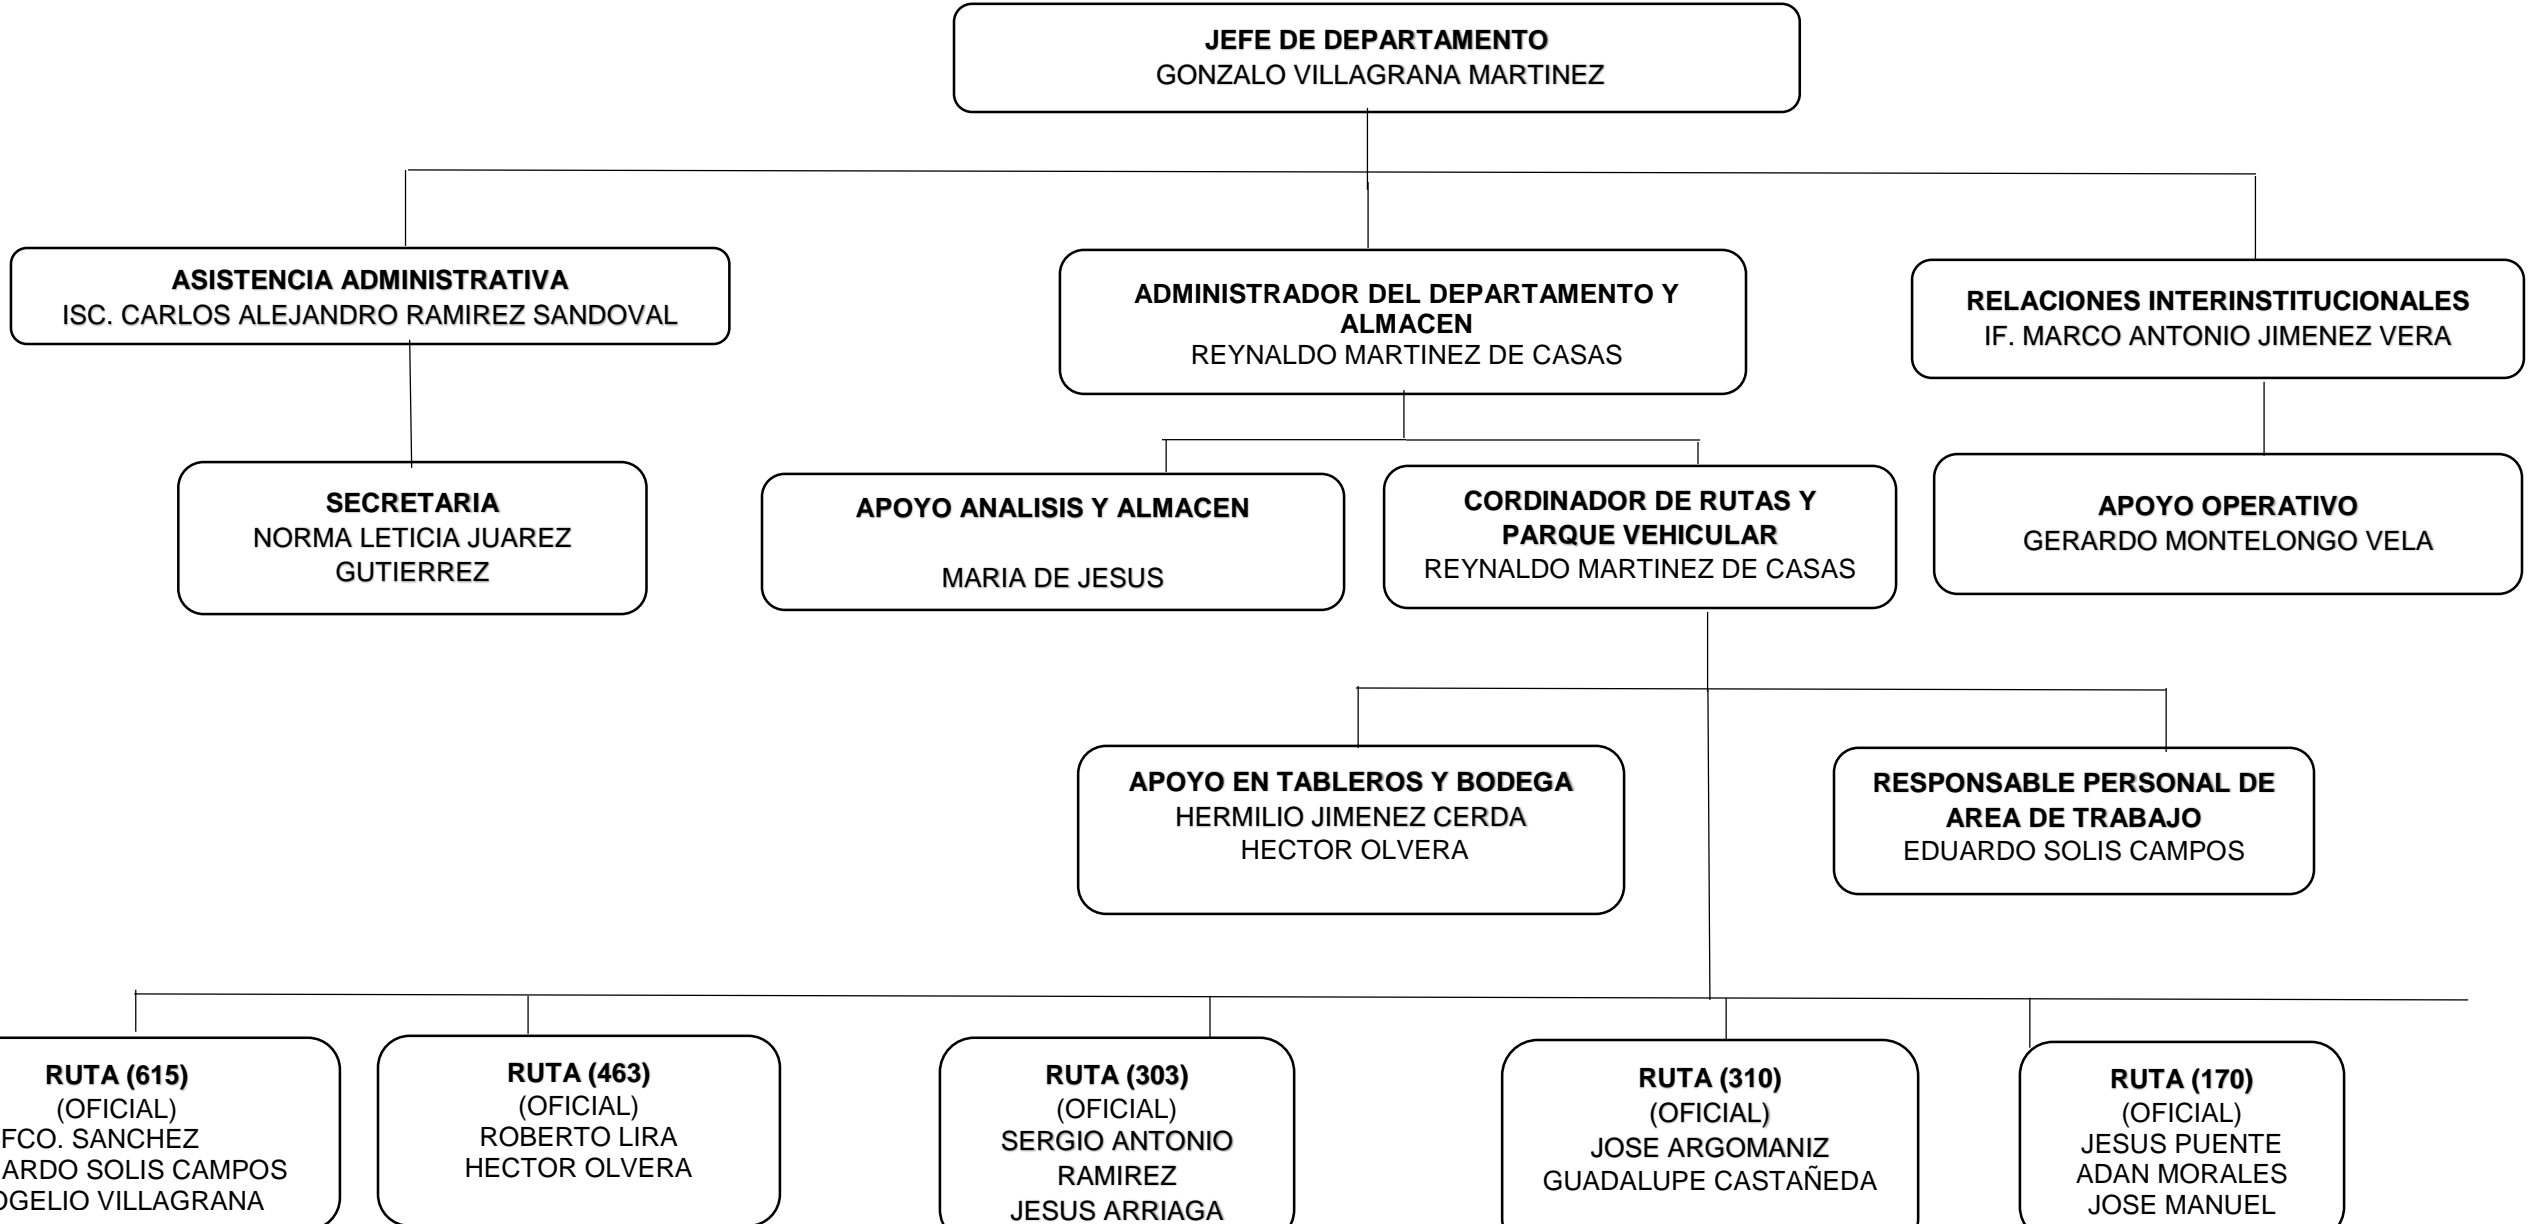 JEFE DE DEPARTAMENTO
GONZALO VILLAGRANA MARTINEZ
ASISTENCIA ADMINISTRATIVA
ISC. CARLOS ALEJANDRO RAMIREZ SANDOVAL
ADMINISTRADOR DEL DEPARTAMENTO Y
ALMACEN
REYNALDO MARTINEZ DE CASAS
RELACIONES INTERINSTITUCIONALES
IF. MARCO ANTONIO JIMENEZ VERA
SECRETARIA
NORMA LETICIA JUAREZ
GUTIERREZ
APOYO ANALISIS Y ALMACEN
MARIA DE JESUS
CORDINADOR DE RUTAS Y
PARQUE VEHICULAR
REYNALDO MARTINEZ DE CASAS
APOYO OPERATIVO
GERARDO MONTELONGO VELA
APOYO EN TABLEROS Y BODEGA
HERMILIO JIMENEZ CERDA
HECTOR OLVERA
RESPONSABLE PERSONAL DE
AREA DE TRABAJO
EDUARDO SOLIS CAMPOS
RUTA (615)
(OFICIAL)
FCO. SANCHEZ
SOLIS CAMPOS
VILLAGRANA
RUTA (463)
(OFICIAL)
ROBERTO LIRA
HECTOR OLVERA
RUTA (303)
(OFICIAL)
SERGIO ANTONIO
RAMIREZ
JESUS ARRIAGA
RUTA (310)
(OFICIAL)
JOSE ARGOMANIZ
GUADALUPE CASTAÑEDA
RUTA (170)
(OFICIAL)
JESUS PUENTE
ADAN MORALES
JOSE MANUEL